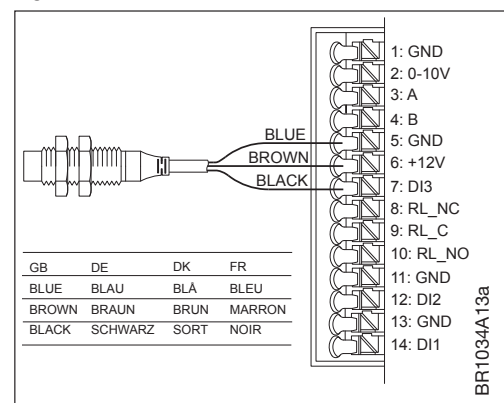 1: GND
2: 0-10V
3: A
4: B
BLUE
5: GND
BROWN
6: +12V
BLACK
7: DI3
8: RL_NC
9: RL_C
10: RL_NO
11: GND
12: DI2
13: GND
14: DI1
GB DE DK FR
BLUE BLAU BLÅ BLEU
BROWN BRAUN BRUN MARRON
BLACK SCHWARZ SORT NOIR
BR1034A13a